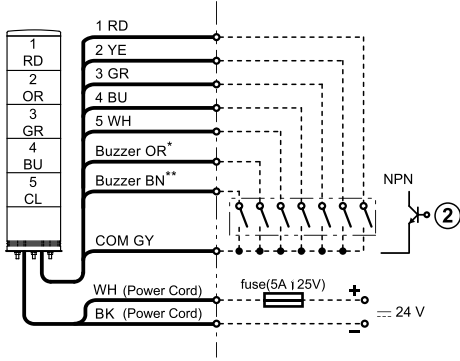 1 RD
2 YE
3 GR
4 BU
5 WH
Buzzer OR*
Buzzer BN**
COM GY
WH (Power Cord)
BK (Power Cord)
1
RD
2
OR
3
GR
4
BU
5
CL
NPN
2
fuse(5A ۱25V)
+
24 V
−